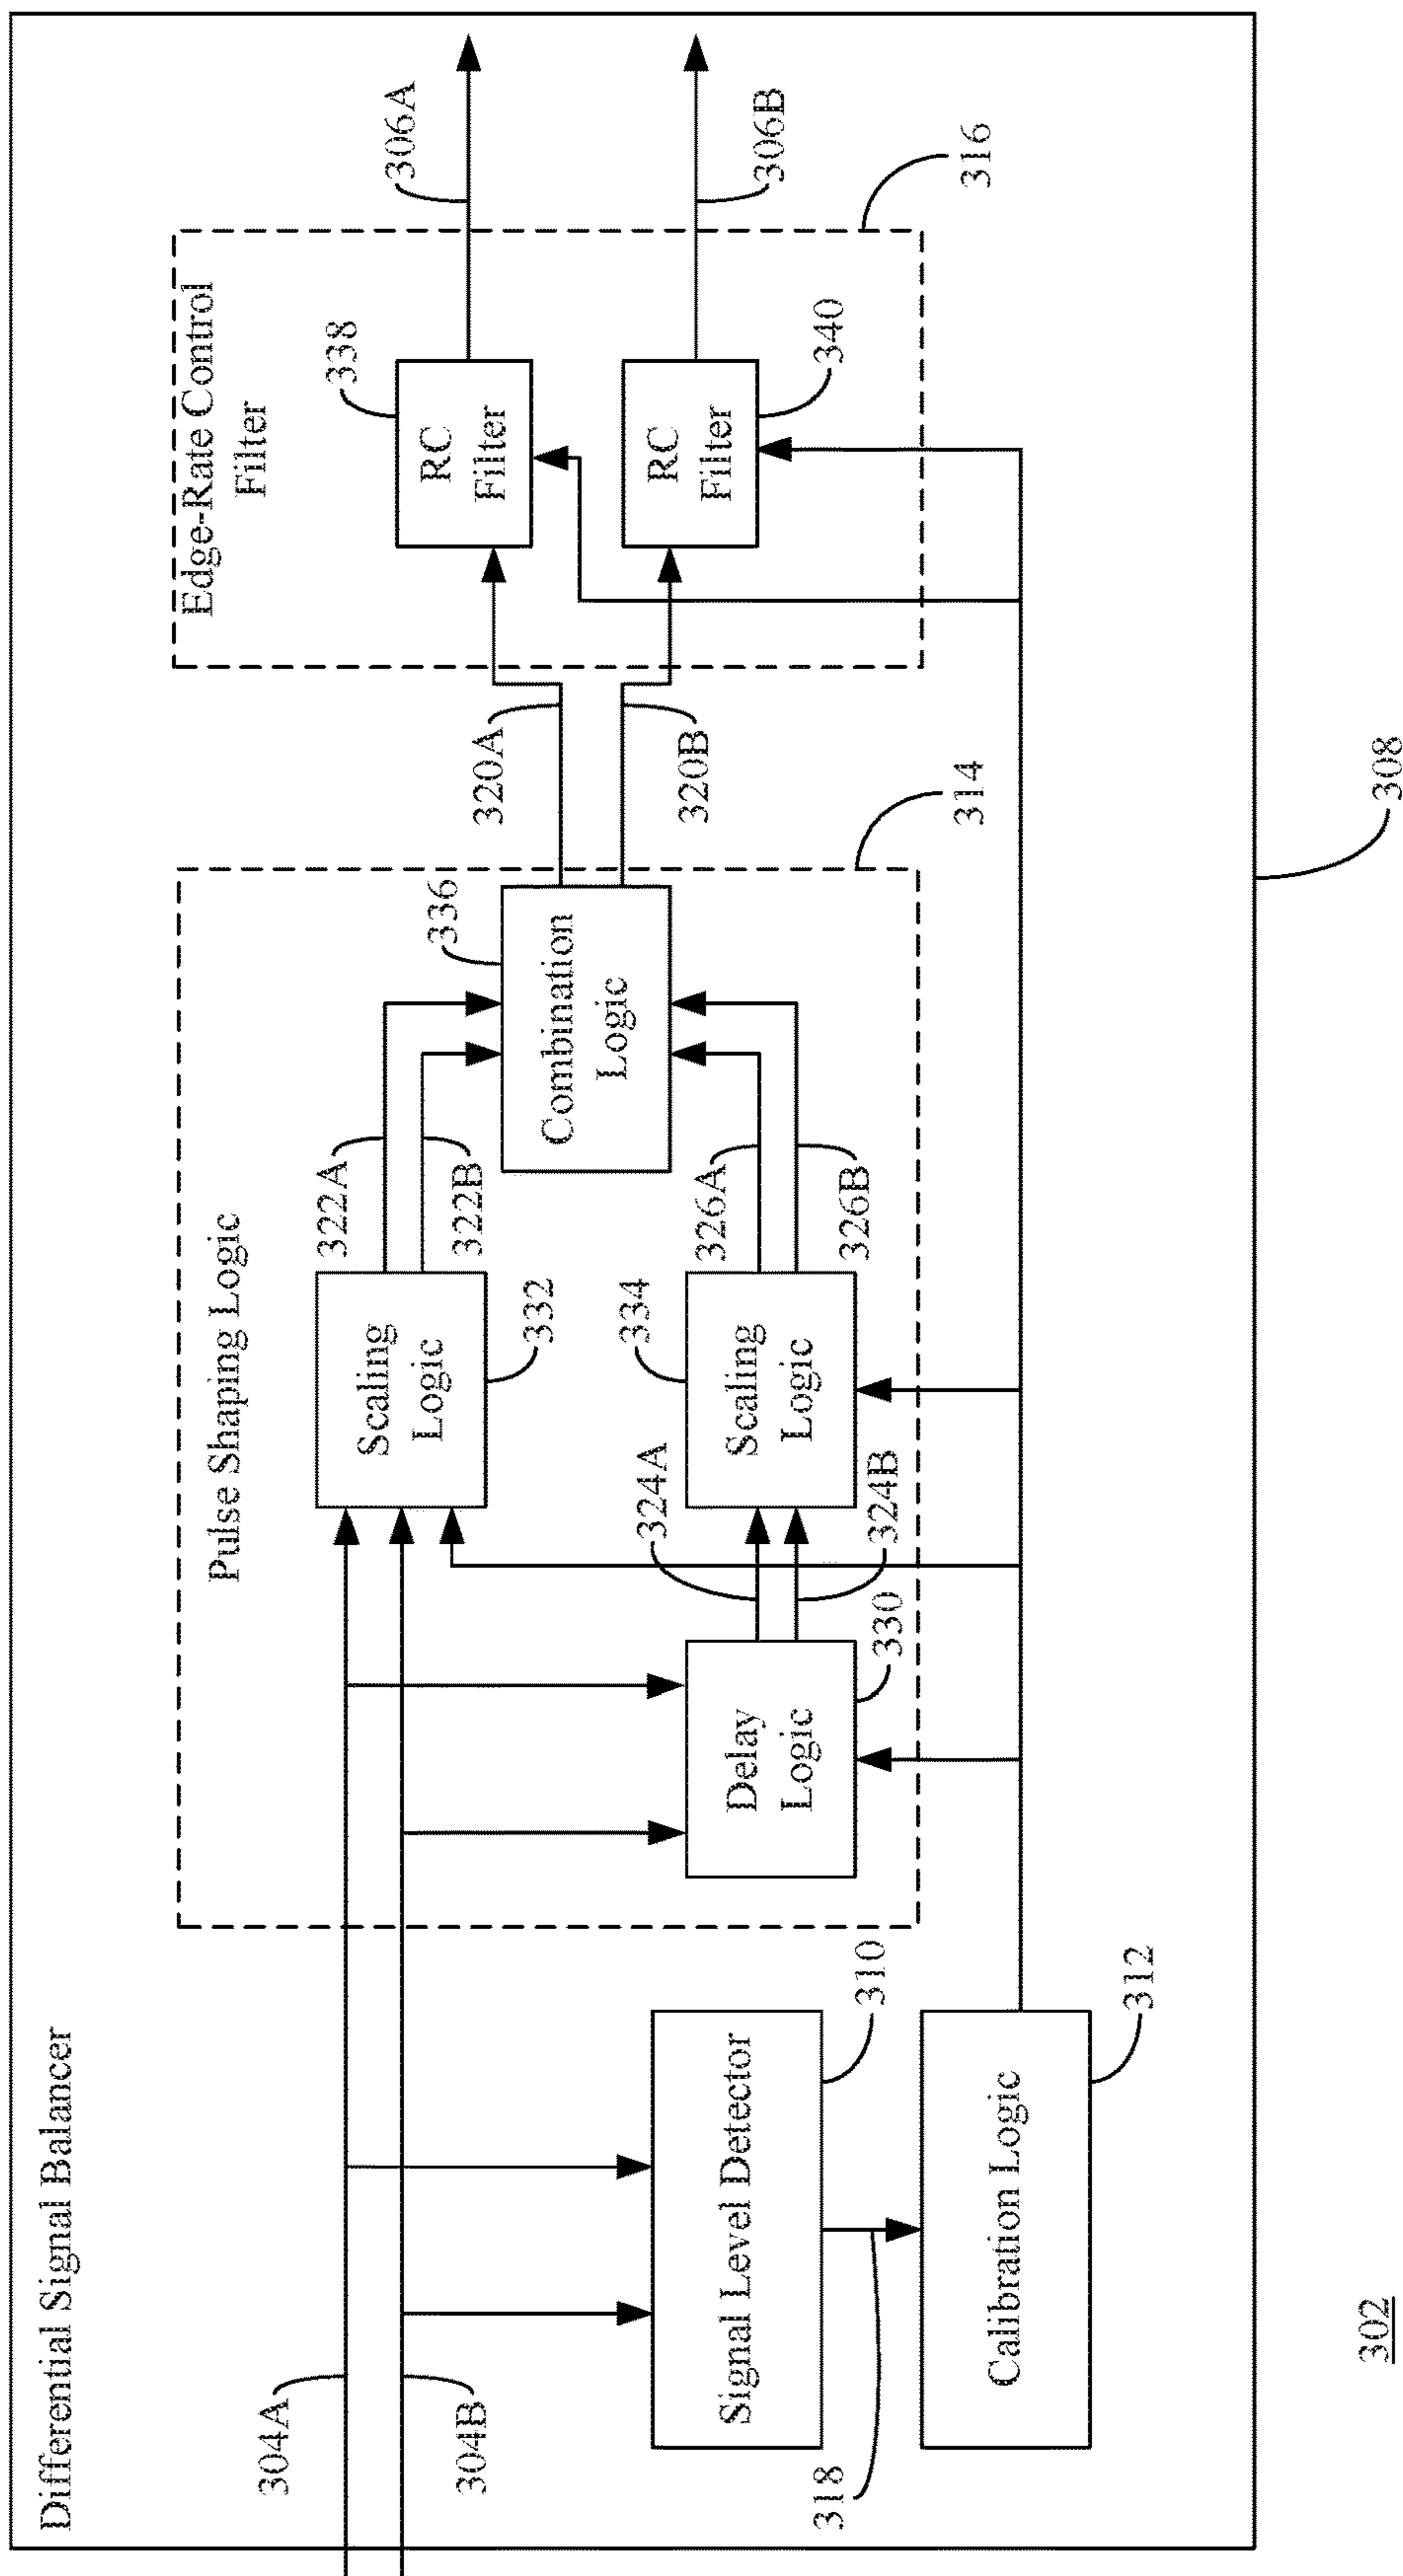 Differential Signal Balancer
304A
304B
Signal Level Detector
310
318
Calibration Logic
312
Pulse Shaping Logic
Delay
Logic
330
324A
324B
Scaling
Logic
332
Scaling
Logic
334
322A
322B
326A
326B
Combination
Logic
336
314
320A
320B
Edge-Rate Control
Filter
RC
Filter
338
RC
Filter
340
316
306A
306B
308
302